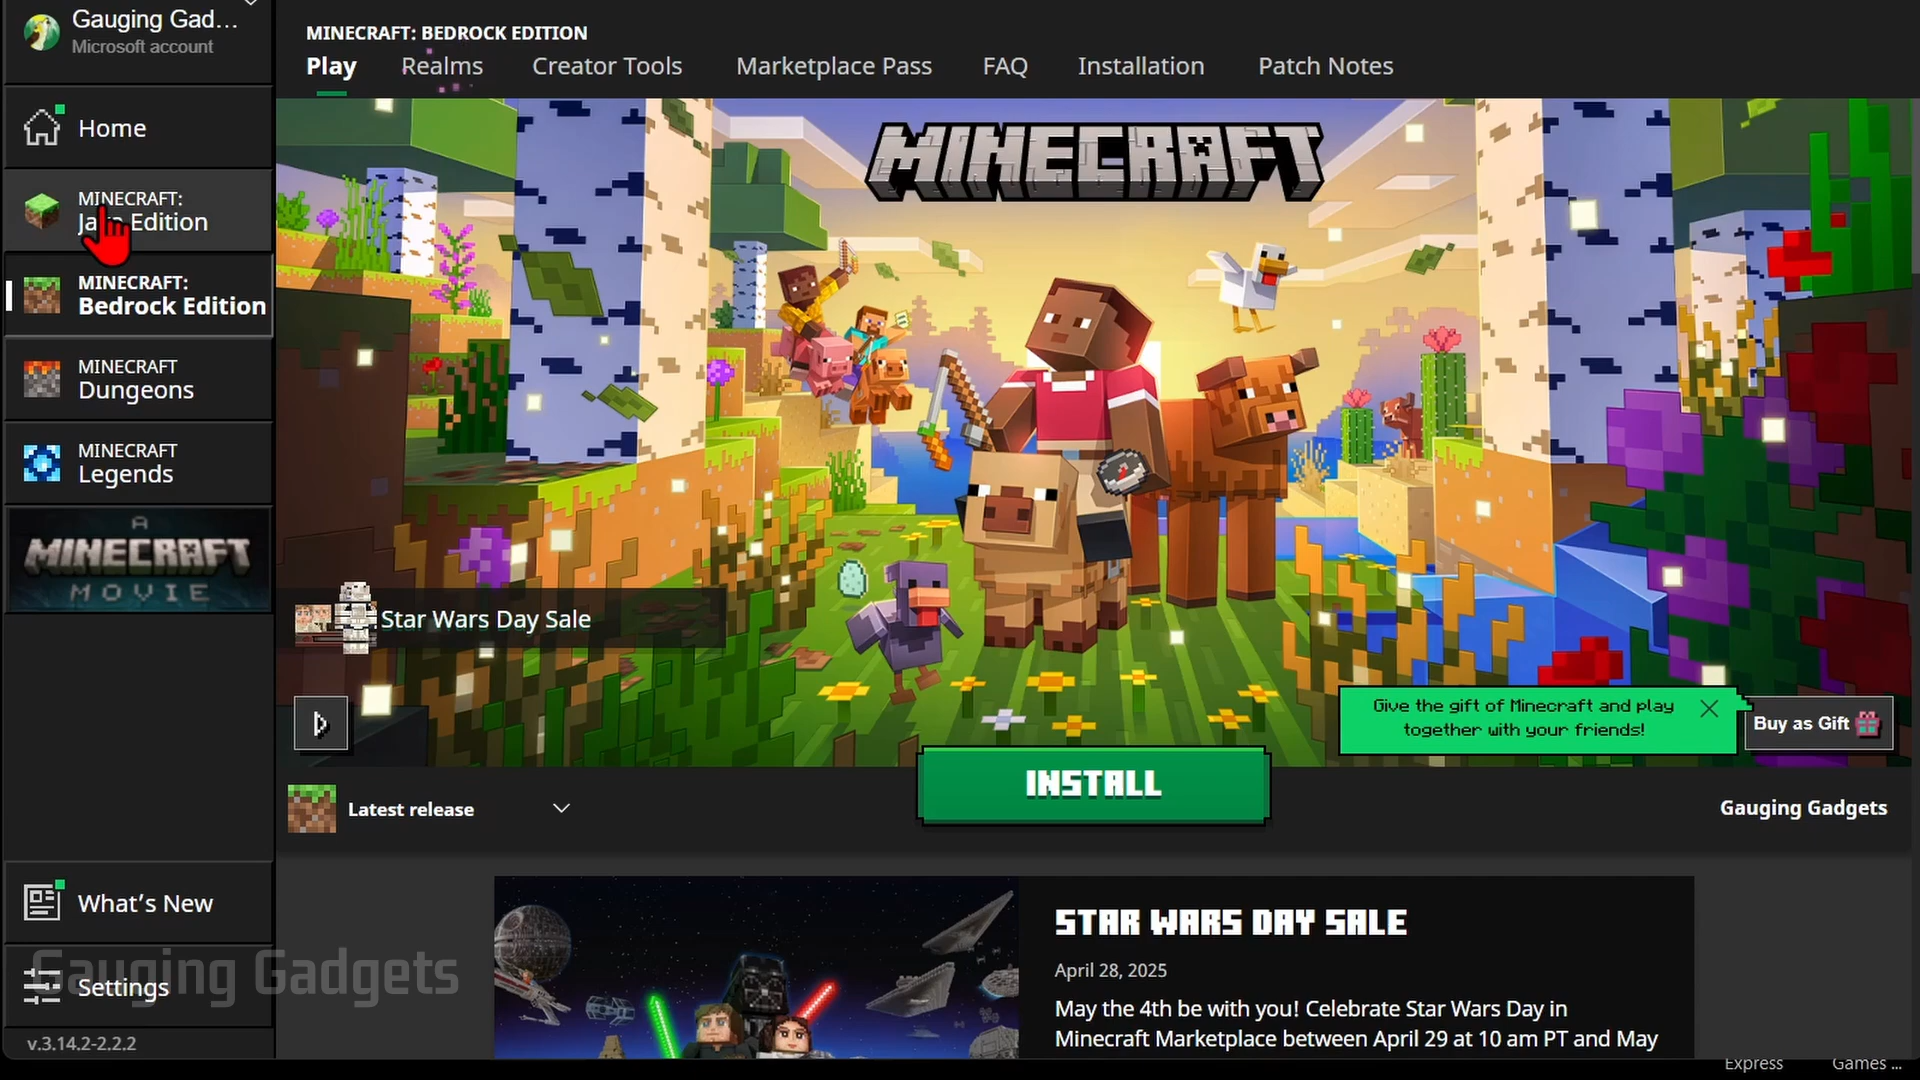 Gauging Gad...
Microsoft account
Home
MINECRAFT:
Java Edition
MINECRAFT:
Bedrock Edition
MINECRAFT
Dungeons
MINECRAFT
Legends
A
MINECRAFT
MOVIE
What's New
Settings
Gauging Gadgets
v.3.14.2-2.2.2
MINECRAFT: BEDROCK EDITION
Play Realms Creator Tools Marketplace Pass FAQ Installation Patch Notes
MINECRAFT
Star Wars Day Sale
Give the gift of Minecraft and play
together with your friends!
Buy as Gift
Latest release
INSTALL
Gauging Gadgets
STAR WARS DAY SALE
April 28, 2025
May the 4th be with you! Celebrate Star Wars Day in
Minecraft Marketplace between April 29 at 10 am PT and May
Express Games ...